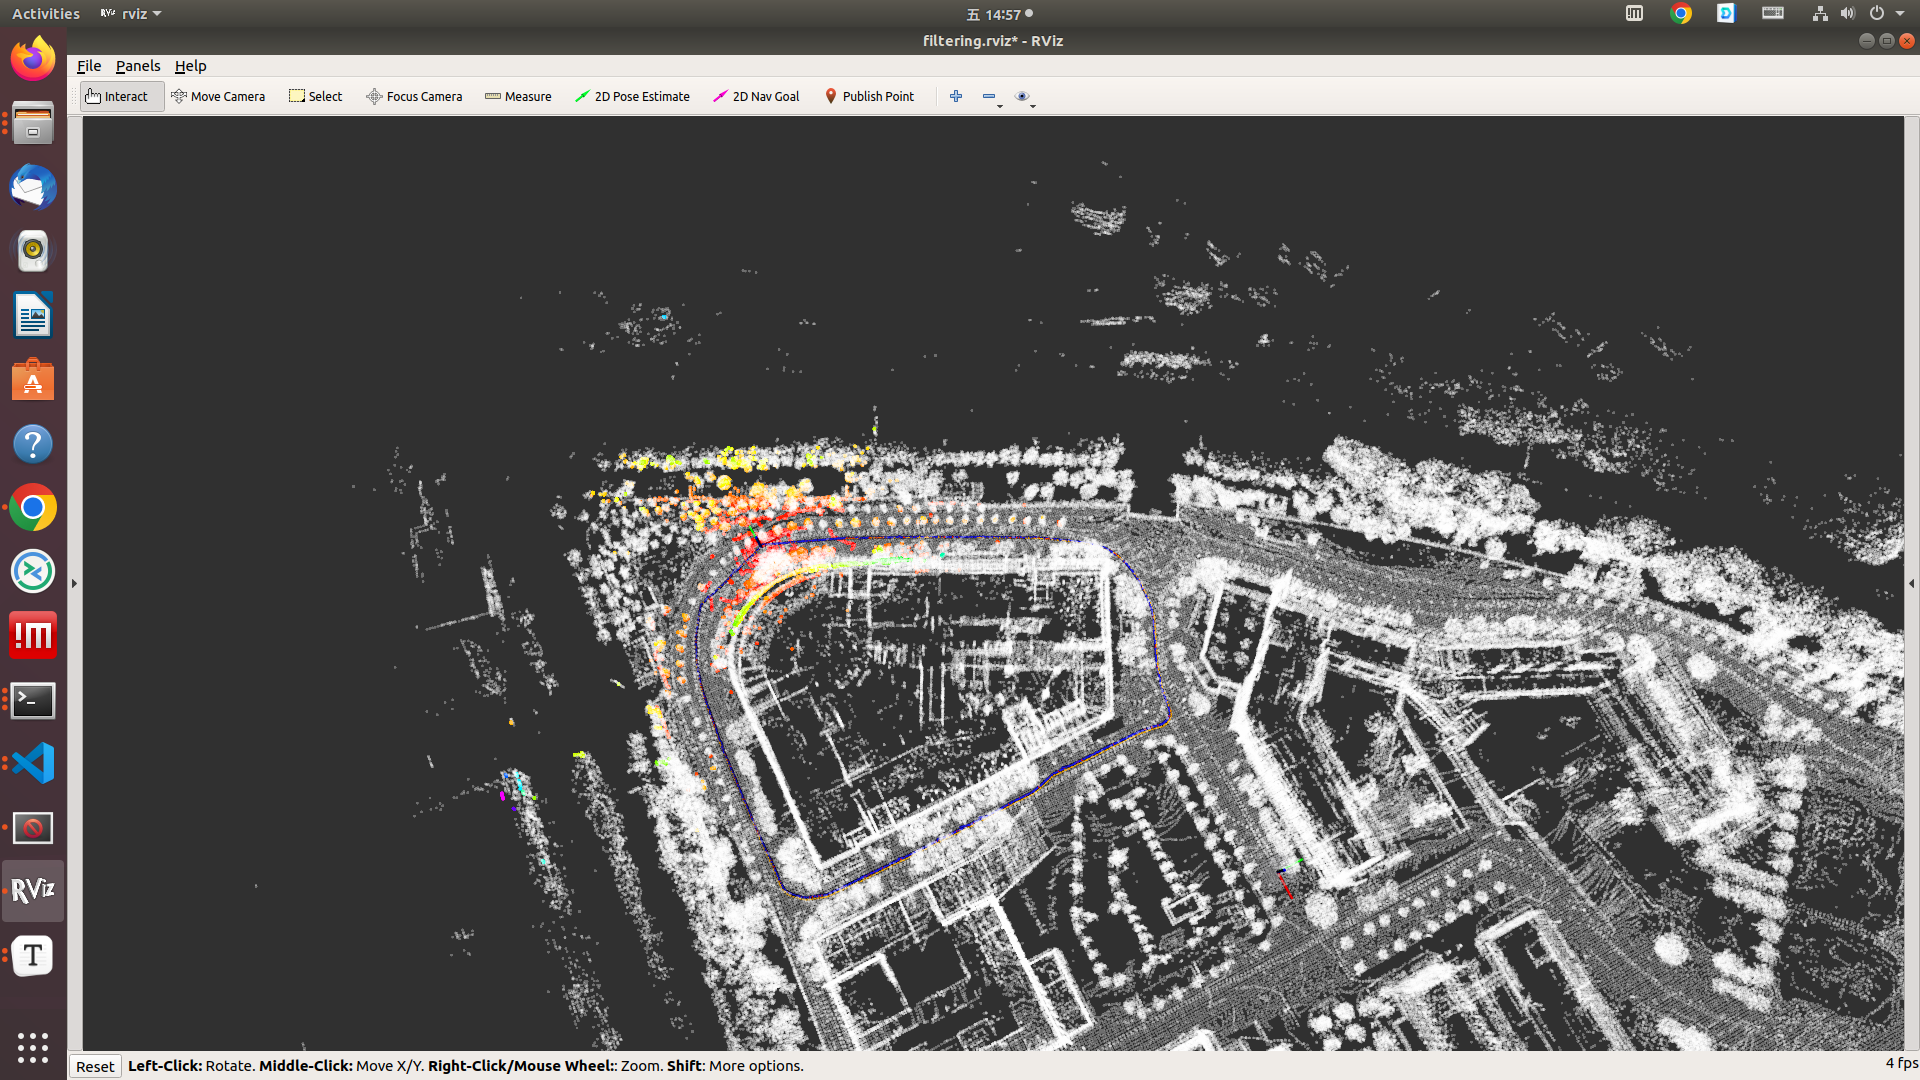 Activities
rviz
五 14:57
filtering.rviz* - RViz
File Panels Help
Interact Move Camera Select Focus Camera Measure 2D Pose Estimate 2D Nav Goal Publish Point
!m
RViz
T
Reset Left-Click: Rotate. Middle-Click: Move X/Y. Right-Click/Mouse Wheel:: Zoom. Shift: More options.
4 fps